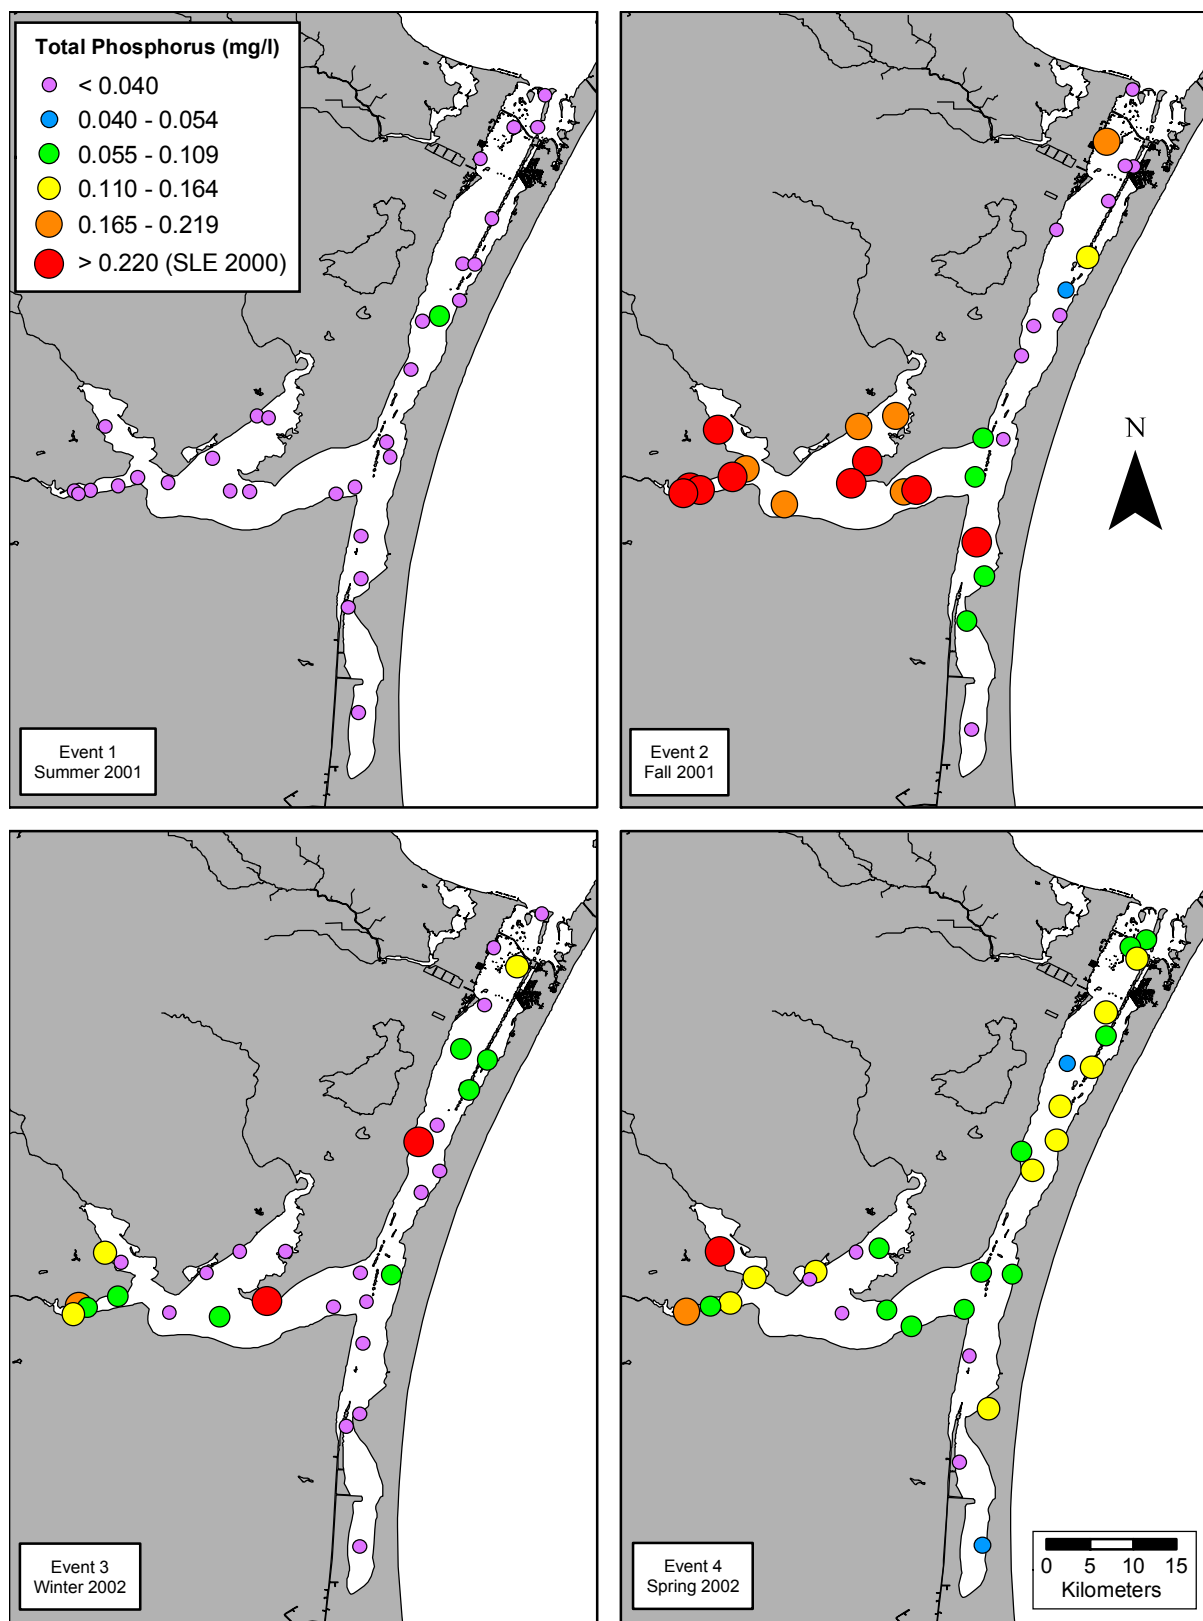 Total Phosphorus (mg/l)
< 0.040
0.040 - 0.054
0.055 - 0.109
0.110 - 0.164
0.165 - 0.219
> 0.220 (SLE 2000)
Event 1
Summer 2001
N
Event 2
Fall 2001
Event 3
Winter 2002
Event 4
Spring 2002
0 5 10 15
Kilometers